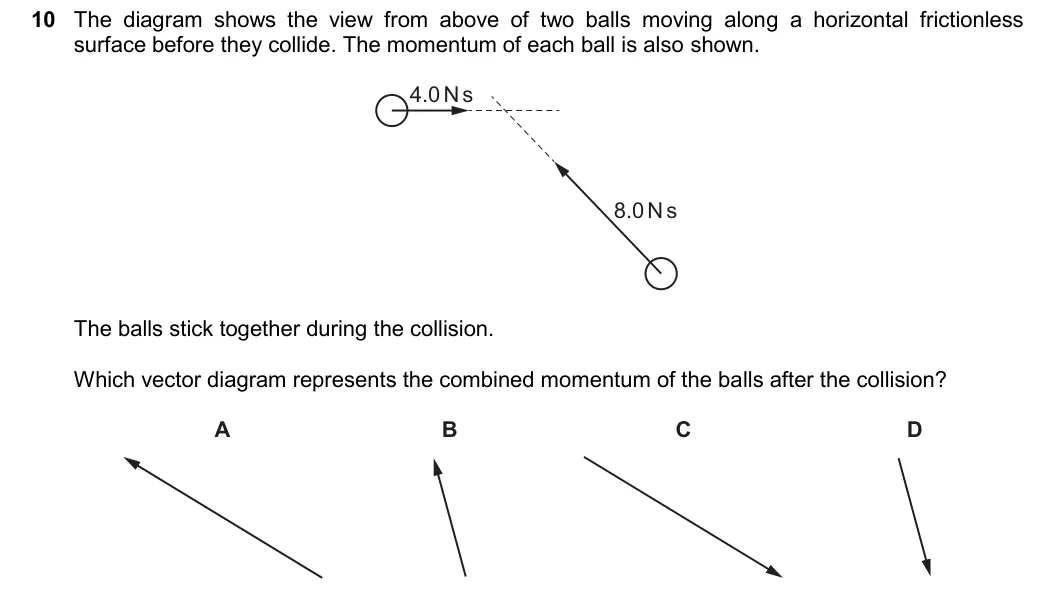 10 The diagram shows the view from above of two balls moving along a horizontal frictionless
surface before they collide. The momentum of each ball is also shown.
4.0 N s
8.0 N s
The balls stick together during the collision.
Which vector diagram represents the combined momentum of the balls after the collision?
A B C D